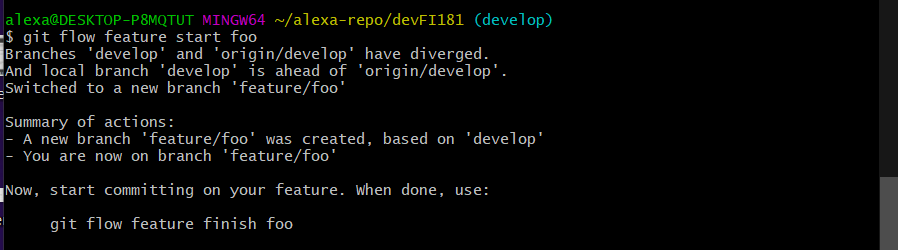 alexa@DESKTOP-P8MQTUT MINGW64 ~/alexa-repo/devFI181 (develop)
$ git flow feature start foo
Branches 'develop' and 'origin/develop' have diverged.
And local branch 'develop' is ahead of 'origin/develop'.
Switched to a new branch 'feature/foo'

Summary of actions:
- A new branch 'feature/foo' was created, based on 'develop'
- You are now on branch 'feature/foo'

Now, start committing on your feature. When done, use:

     git flow feature finish foo